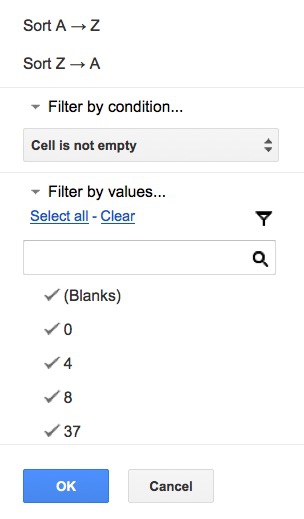 Sort A → Z
Sort Z → A
Filter by condition...
Cell is not empty
Filter by values...
Select all - Clear
(Blanks)
0
4
8
37
OK Cancel